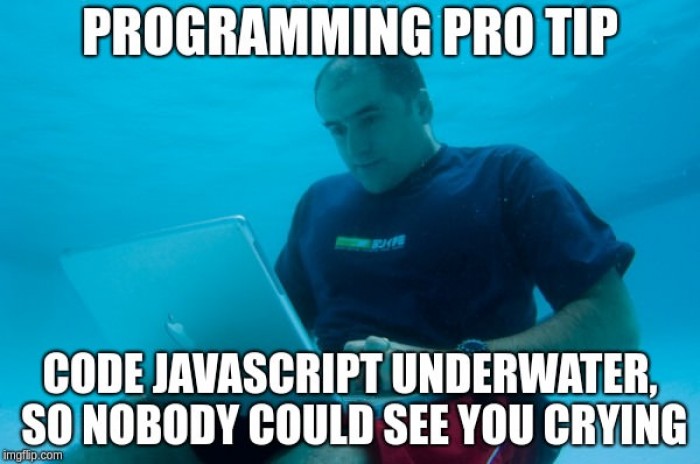 PROGRAMMING PRO TIP
CODE JAVASCRIPT UNDERWATER,
SO NOBODY COULD SEE YOU CRYING
imgflip.com